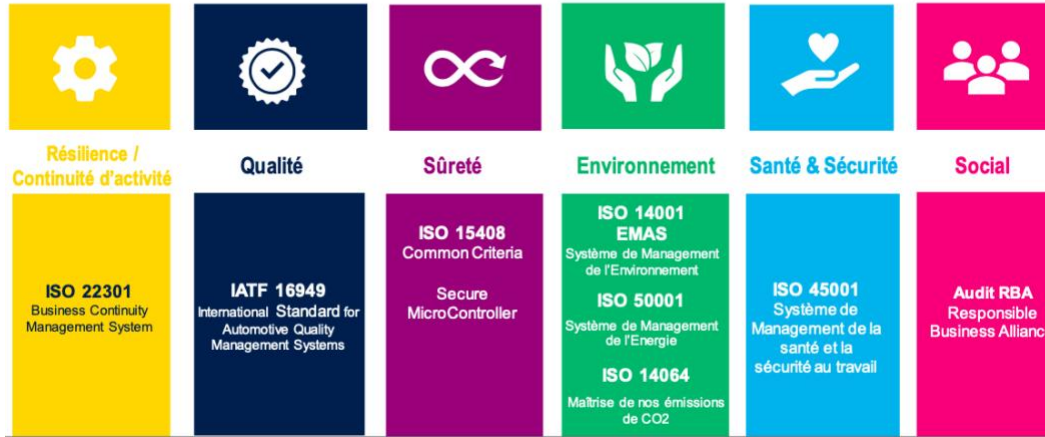 Résilience /
Continuité d'activité
Qualité
Sûreté
Environnement
Santé & Sécurité
Social
ISO 22301
Business Continuity
Management System
IATF 16949
International Standard for
Automotive Quality
Management Systems
ISO 15408
Common Criteria
Secure
MicroController
ISO 14001
EMAS
Système de Management
de l'Environnement
ISO 50001
Système de Management
de l'Energie
ISO 14064
Maîtrise de nos émissions
de CO2
ISO 45001
Système de
Management de la
santé et la
sécurité au travail
Audit RBA
Responsible
Business Allianc